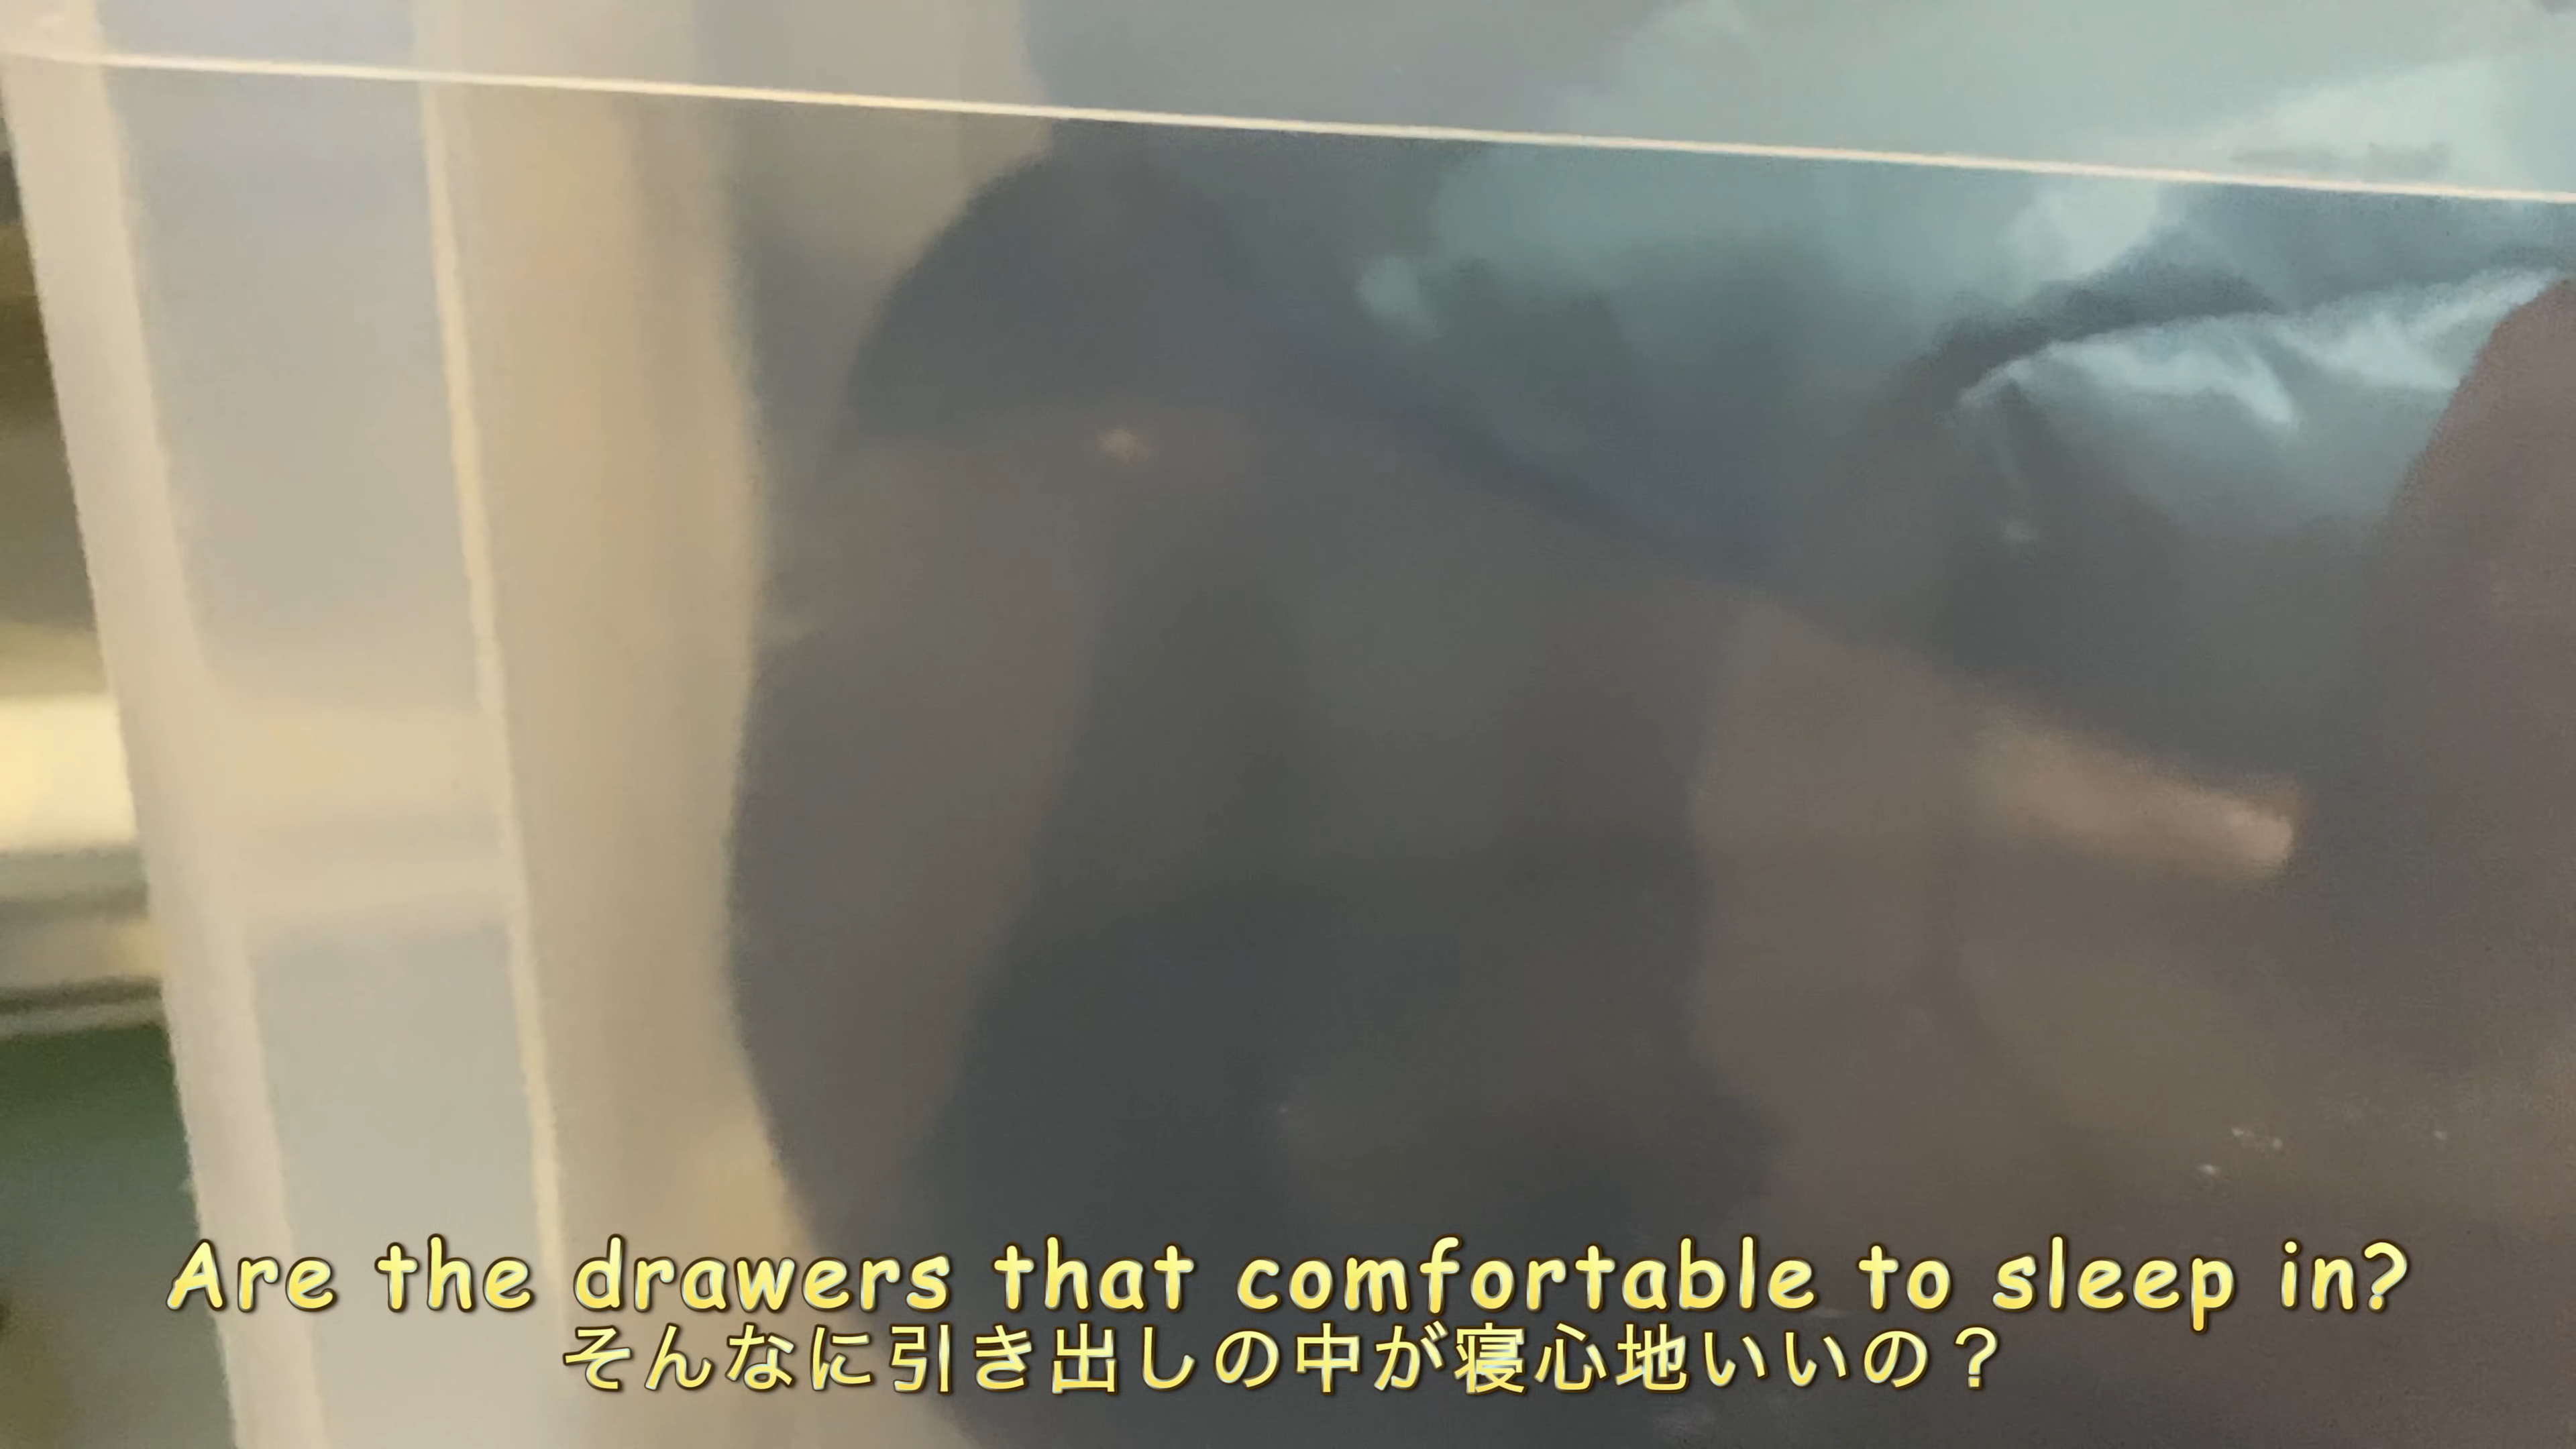 Are the drawers that comfortable to sleep in?
そんなに引き出しの中が寝心地いいの？